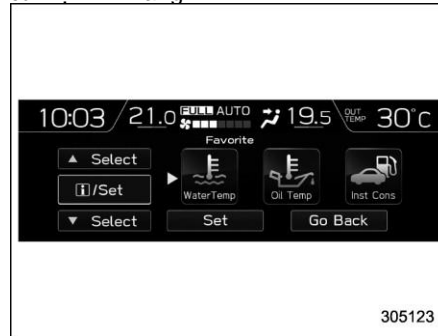 10:03 21.0 FULL AUTO 19.5 OUT TEMP 30°C
Favorite
▲ Select
i/Set
▼ Select
WaterTemp
Oil Temp
Inst Cons
Set
Go Back
305123